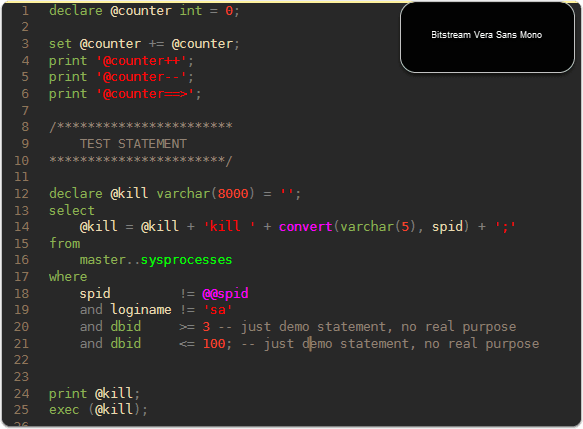 Bitstream Vera Sans Mono
1 declare @counter int = 0;
2
3 set @counter += @counter;
4 print '@counter++';
5 print '@counter--';
6 print '@counter==>';
7
8 /***********************
9     TEST STATEMENT
10 ***********************/
11
12 declare @kill varchar(8000) = '';
13 select
14     @kill = @kill + 'kill ' + convert(varchar(5), spid) + ';'
15 from
16     master..sysprocesses
17 where
18     spid         != @@spid
19     and loginame != 'sa'
20     and dbid     >= 3 -- just demo statement, no real purpose
21     and dbid     <= 100; -- just demo statement, no real purpose
22
23
24 print @kill;
25 exec (@kill);
26